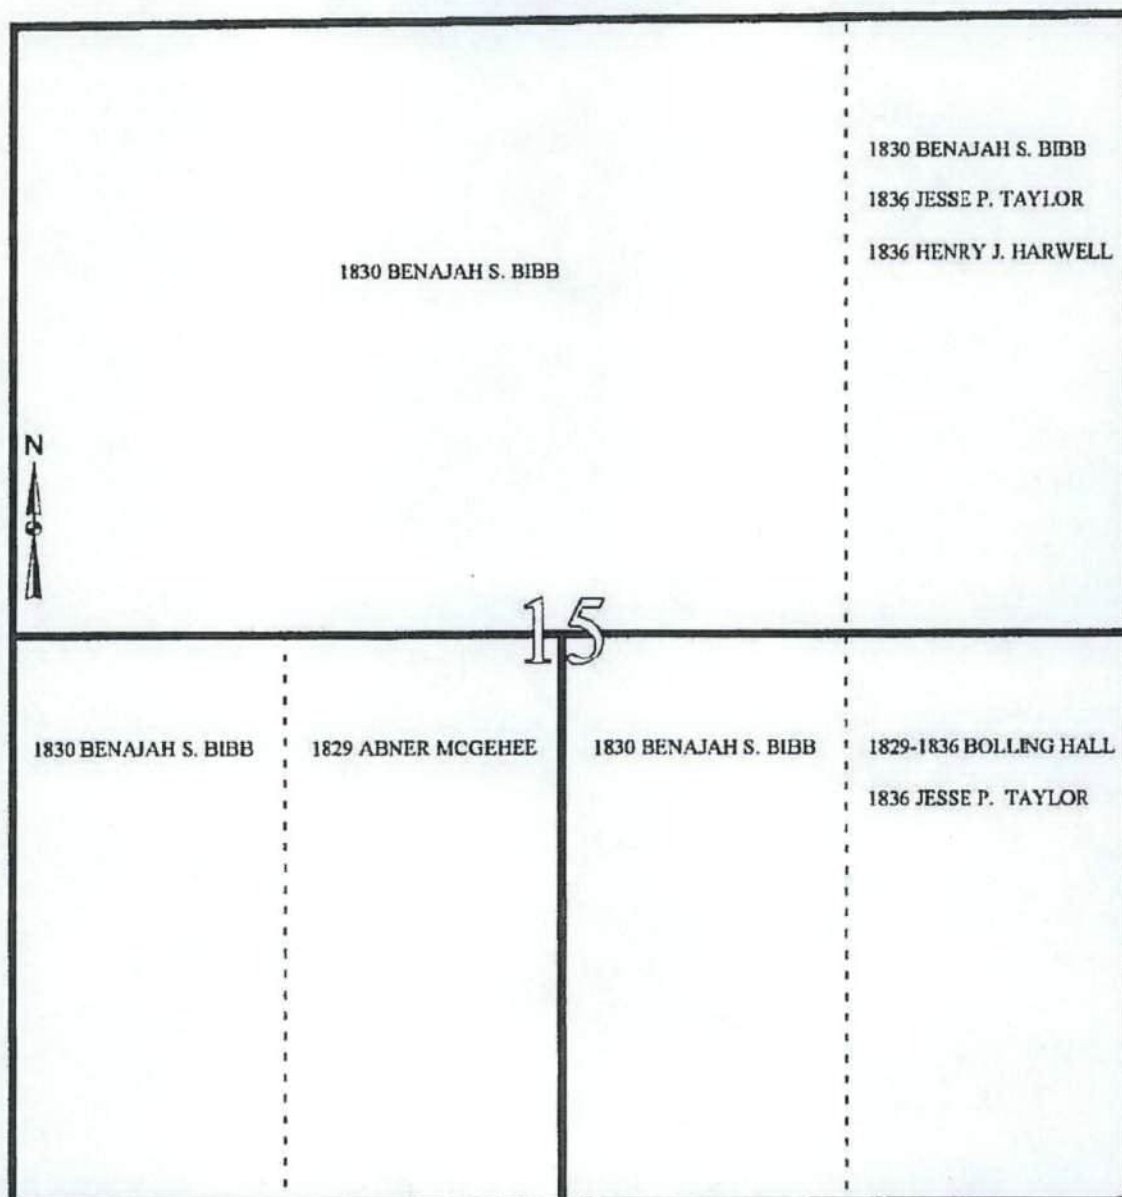 1830 BENAJAH S. BIBB
1836 JESSE P. TAYLOR
1836 HENRY J. HARWELL
1830 BENAJAH S. BIBB
N
15
1830 BENAJAH S. BIBB
1829 ABNER MCGEHEE
1830 BENAJAH S. BIBB
1829-1836 BOLLING HALL
1836 JESSE P. TAYLOR